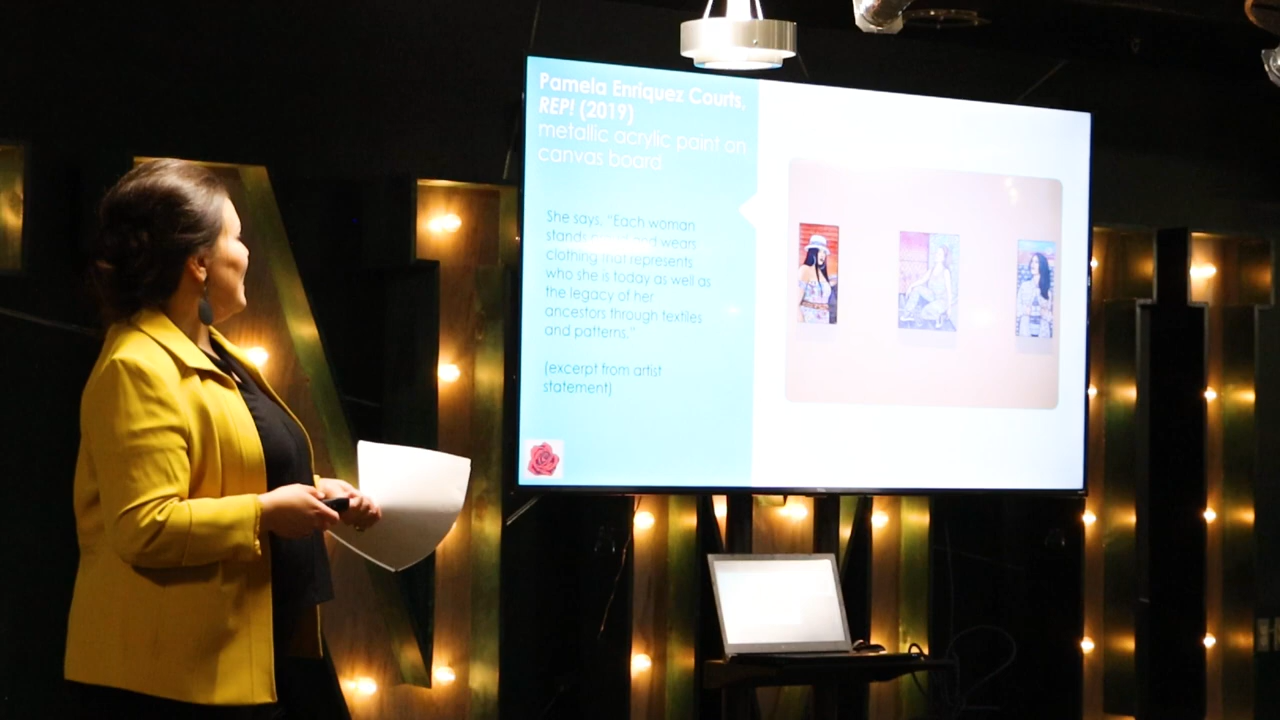 Pamela Enriquez Courts,
REP! (2019)
metallic acrylic paint on
canvas board.
She says, “Each woman
stands and wears
clothing that represents
who she is today as well as
the legacy of her
ancestors through textiles
and patterns.”
(excerpt from artist
statement)